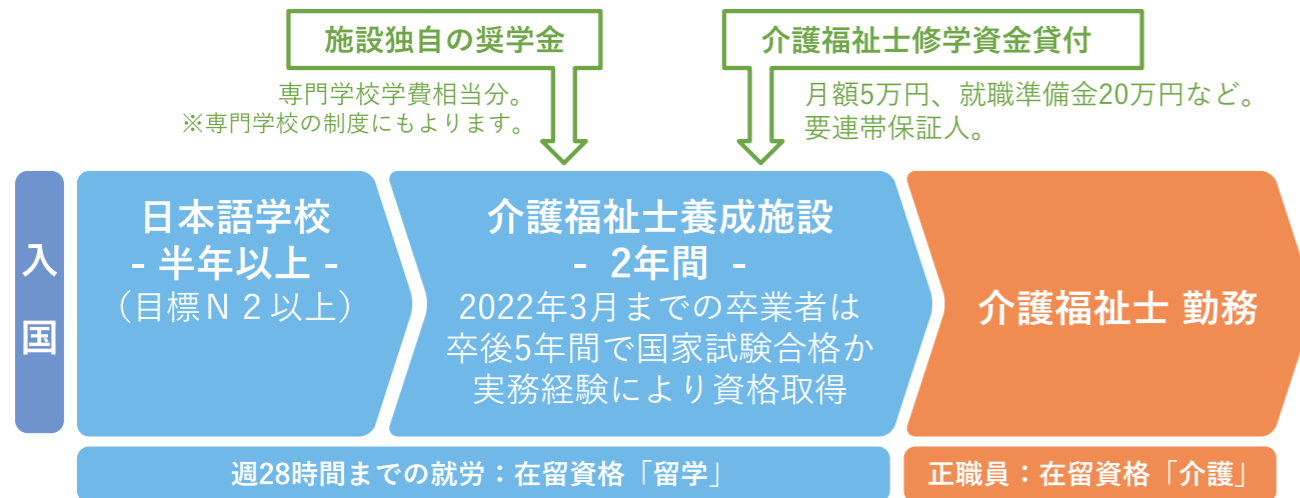 施設独自の奨学金
専門学校学費相当分。
※専門学校の制度にもよります。
介護福祉士修学資金貸付
月額5万円、就職準備金20万円など。
要連帯保証人。
入
国
日本語学校
- 半年以上 -
（目標Ｎ２以上）
介護福祉士養成施設
- 2年間 -
2022年3月までの卒業者は
卒後5年間で国家試験合格か
実務経験により資格取得
介護福祉士 勤務
週28時間までの就労：在留資格「留学」
正職員：在留資格「介護」